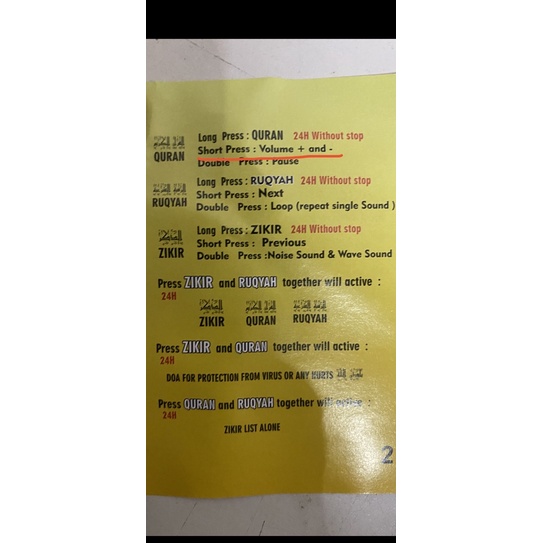 Long Press : QURAN 24H Without stop
QURAN Short Press : Volume + and -
Double Press : Pause
Long Press : RUQYAH 24H Without stop
RUQYAH Short Press : Next
Double Press : Loop (repeat single Sound )
Long Press : ZIKIR 24H Without stop
ZIKIR Short Press : Previous
Double Press :Noise Sound & Wave Sound
Press ZIKIR and RUQYAH together will active :
24H
ZIKIR QURAN RUQYAH
Press ZIKIR and QURAN together will active :
24H
DOA FOR PROTECTION FROM VIRUS OR ANY HURTS
Press QURAN and RUQYAH together will active :
24H
ZIKIR LIST ALONE
2